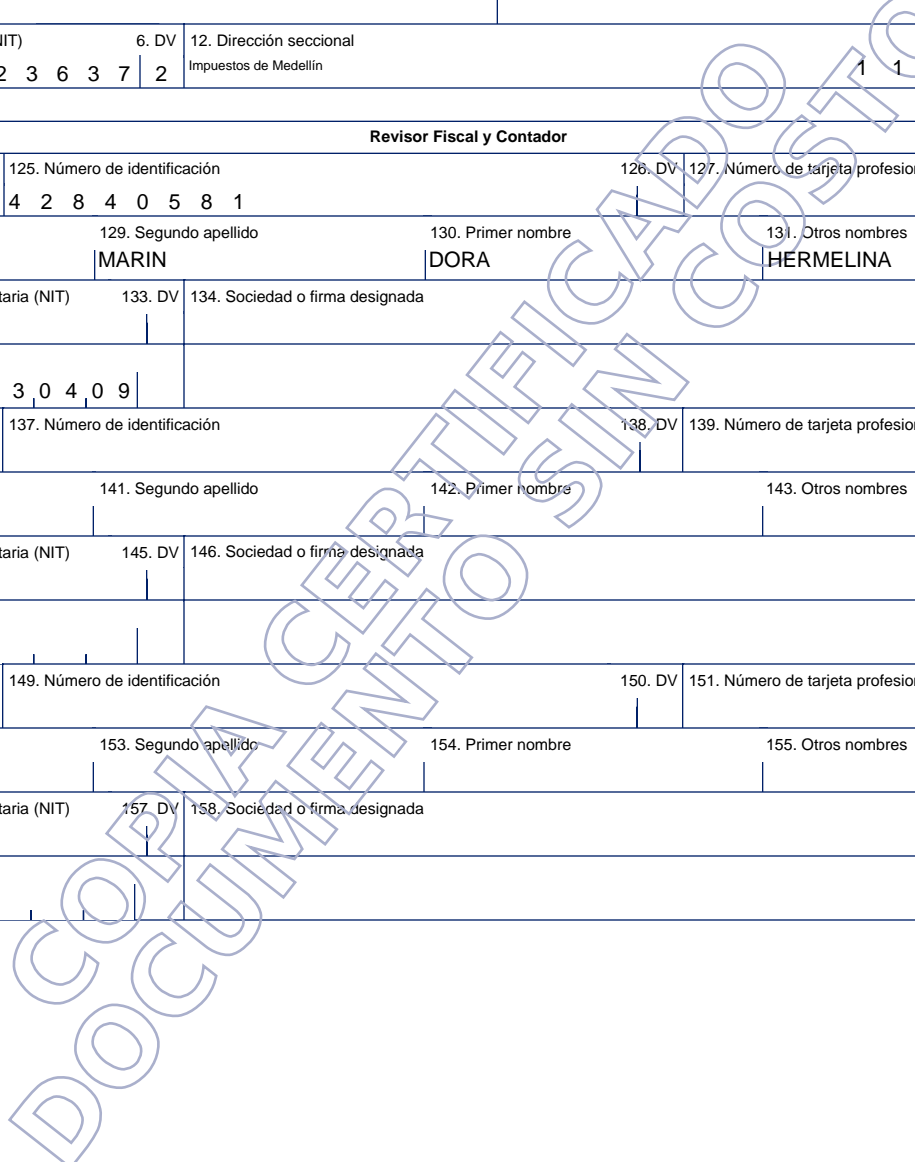 NIT) 6. DV 12. Dirección seccional
2 3 6 3 7 2 Impuestos de Medellín 1 1
Revisor Fiscal y Contador
125. Número de identificación 126. DV 127. Número de tarjeta profesion
4 2 8 4 0 5 8 1
129. Segundo apellido 130. Primer nombre 131. Otros nombres
MARIN DORA HERMELINA
taria (NIT) 133. DV 134. Sociedad o firma designada
3 0 4 0 9
137. Número de identificación 138. DV 139. Número de tarjeta profesion
141. Segundo apellido 142. Primer nombre 143. Otros nombres
taria (NIT) 145. DV 146. Sociedad o firma designada
149. Número de identificación 150. DV 151. Número de tarjeta profesion
153. Segundo apellido 154. Primer nombre 155. Otros nombres
taria (NIT) 157. DV 158. Sociedad o firma designada
COPIA CERTIFICADO
DOCUMENTO SIN COSTO